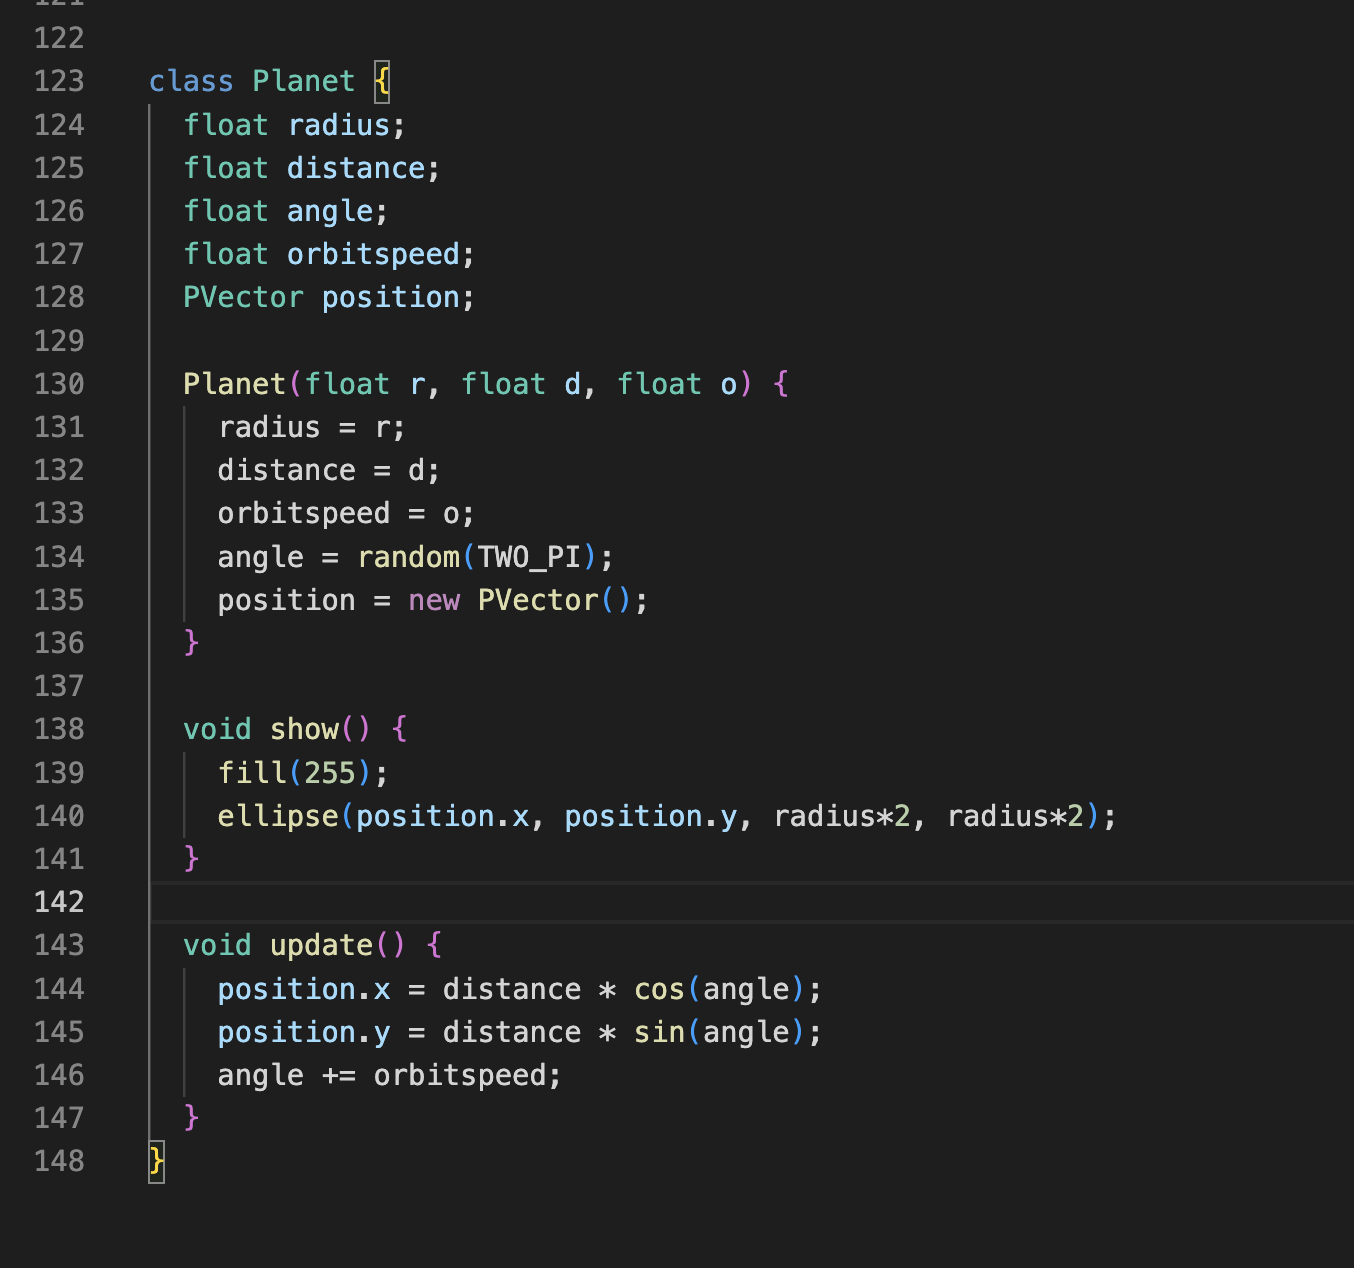 121
122
123 class Planet {
124 float radius;
125 float distance;
126 float angle;
127 float orbitspeed;
128 PVector position;
129
130 Planet(float r, float d, float o) {
131 radius = r;
132 distance = d;
133 orbitspeed = o;
134 angle = random(TWO_PI);
135 position = new PVector();
136 }
137
138 void show() {
139 fill(255);
140 ellipse(position.x, position.y, radius*2, radius*2);
141 }
142
143 void update() {
144 position.x = distance * cos(angle);
145 position.y = distance * sin(angle);
146 angle += orbitspeed;
147 }
148 }